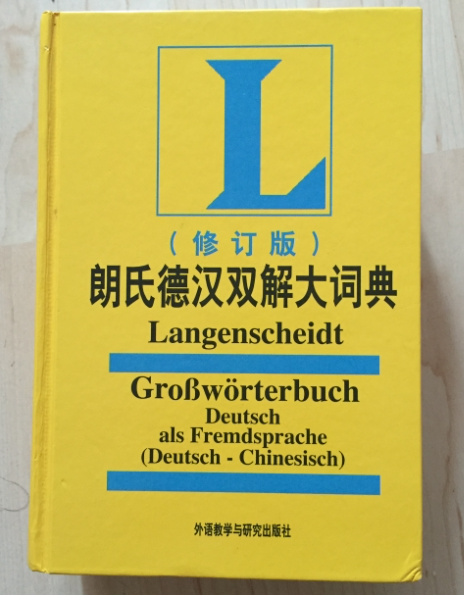 L
(修订版)
朗氏德汉双解大词典
Langenscheidt
Großwörterbuch
Deutsch
als Fremdsprache
(Deutsch - Chinesisch)
外语教学与研究出版社